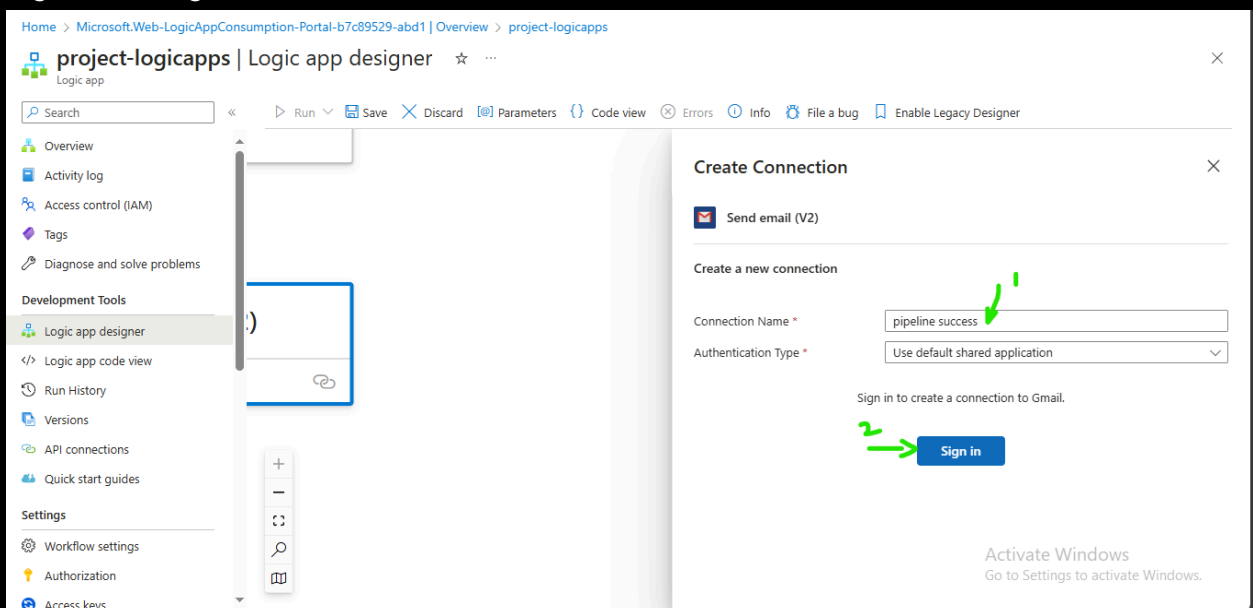 Home > Microsoft.Web-LogicAppConsumption-Portal-b7c89529-abd1 | Overview > project-logicapps
project-logicapps | Logic app designer
Logic app
Search
Run Save Discard Parameters Code view Errors Info File a bug Enable Legacy Designer
Overview
Activity log
Access control (IAM)
Tags
Diagnose and solve problems
Development Tools
Logic app designer
Logic app code view
Run History
Versions
API connections
Quick start guides
Settings
Workflow settings
Authorization
Access keys
)
Create Connection
Send email (V2)
Create a new connection
1
Connection Name * pipeline success
Authentication Type * Use default shared application
Sign in to create a connection to Gmail.
2
Sign in
Activate Windows
Go to Settings to activate Windows.